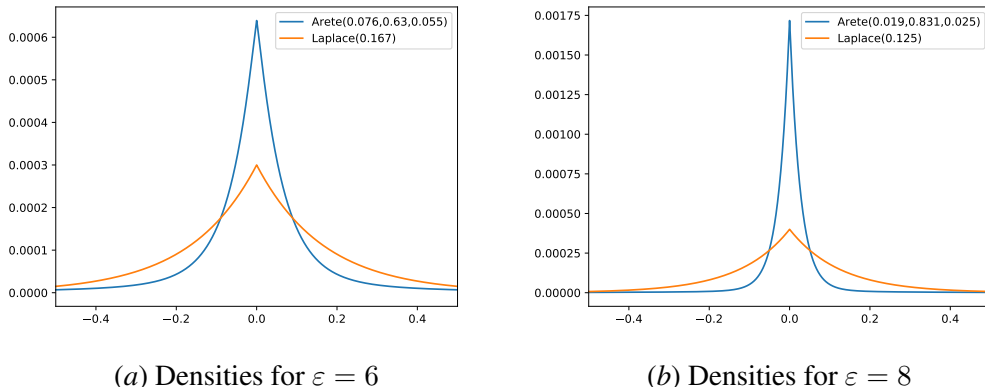 Arete(0.076,0.63,0.055)
Laplace(0.167)
0.0006
0.0005
0.0004
0.0003
0.0002
0.0001
0.0000
−0.4 −0.2 0.0 0.2 0.4
(a) Densities for ε = 6
Arete(0.019,0.831,0.025)
Laplace(0.125)
0.00175
0.00150
0.00125
0.00100
0.00075
0.00050
0.00025
0.00000
−0.4 −0.2 0.0 0.2 0.4
(b) Densities for ε = 8